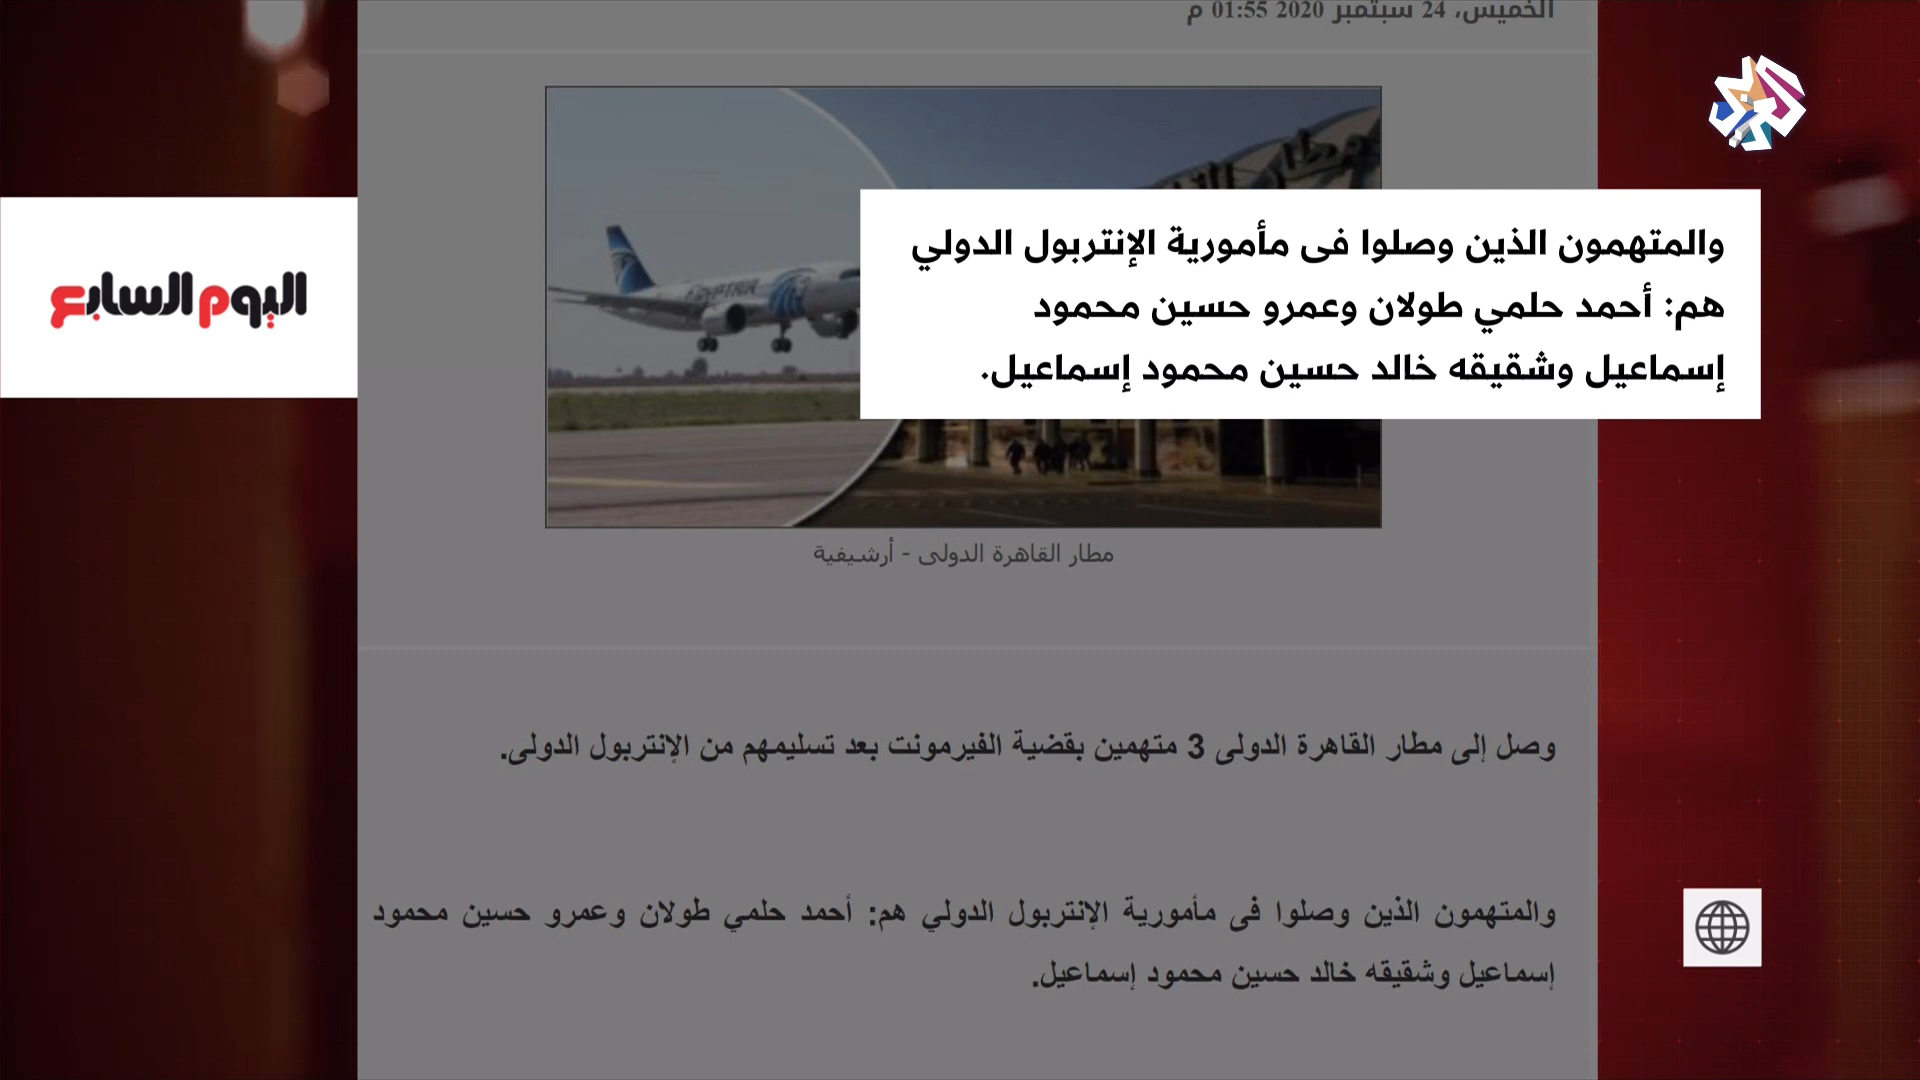 الخميس، 24 سبتمبر 2020 01:55 م
والمتهمون الذين وصلوا فى مأمورية الإنتربول الدولي
هم: أحمد حلمي طولان وعمرو حسين محمود
إسماعيل وشقيقه خالد حسين محمود إسماعيل.
اليوم السابع
EGYPTAIR
مطار القاهرة الدولى - أرشيفية
وصل إلى مطار القاهرة الدولى 3 متهمين بقضية الفيرمونت بعد تسليمهم من الإنتربول الدولى.
والمتهمون الذين وصلوا فى مأمورية الإنتربول الدولي هم: أحمد حلمي طولان وعمرو حسين محمود
إسماعيل وشقيقه خالد حسين محمود إسماعيل.